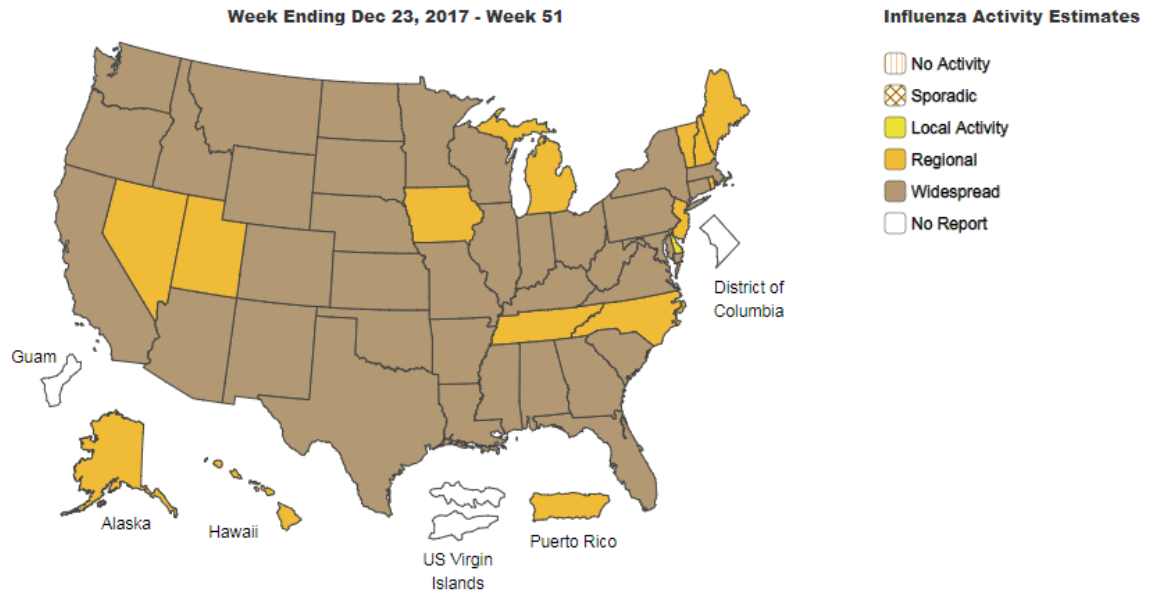 Week Ending Dec 23, 2017 - Week 51
Influenza Activity Estimates
No Activity
Sporadic
Local Activity
Regional
Widespread
No Report
District of
Columbia
Guam
Alaska
Hawaii
US Virgin
Islands
Puerto Rico